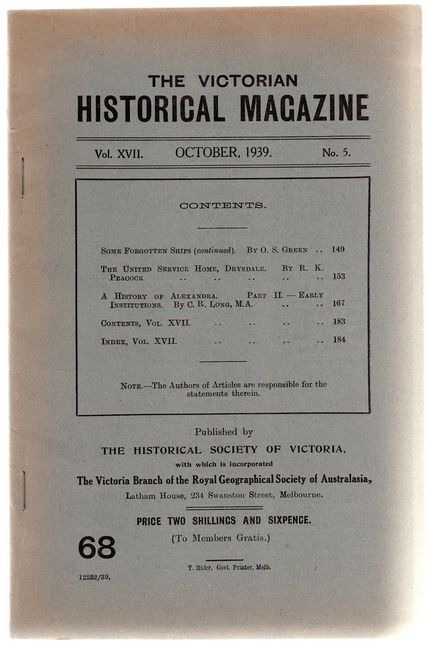 THE VICTORIAN
HISTORICAL MAGAZINE
Vol. XVII. OCTOBER, 1939. No. 5.
CONTENTS.
SOME FORGOTTEN SHIPS (continued). BY O. S. GREEN .. 149
THE UNITED SERVICE HOME, DRYSDALE. BY R. K.
PEACOCK .. .. .. .. .. 153
A HISTORY OF ALEXANDRA. PART II. — EARLY
INSTITUTIONS. By C. R. LONG, M.A. .. .. 167
CONTENTS, VOL. XVII. .. .. .. .. 183
INDEX, VOL. XVII. .. .. .. .. 184
NOTE.—The Authors of Articles are responsible for the
statements therein.
Published by
THE HISTORICAL SOCIETY OF VICTORIA,
with which is incorporated
The Victoria Branch of the Royal Geographical Society of Australasia,
Latham House, 234 Swanston Street, Melbourne.
PRICE TWO SHILLINGS AND SIXPENCE.
(To Members Gratis.)
68
12252/39.
T. Rider, Govt. Printer, Melb.